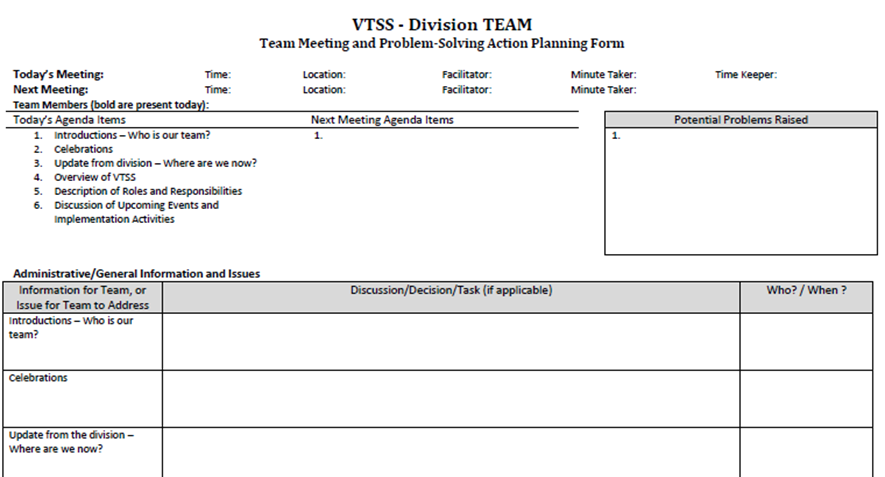 VTSS - Division TEAM
Team Meeting and Problem-Solving Action Planning Form
Today's Meeting: Time: Location: Facilitator: Minute Taker: Time Keeper:
Next Meeting: Time: Location: Facilitator: Minute Taker:
Team Members (bold are present today):
Today's Agenda Items Next Meeting Agenda Items
1. Introductions – Who is our team? 1.
2. Celebrations
3. Update from division – Where are we now?
4. Overview of VTSS
5. Description of Roles and Responsibilities
6. Discussion of Upcoming Events and
Implementation Activities
Potential Problems Raised
1.
Administrative/General Information and Issues
Information for Team, or
Issue for Team to Address
Discussion/Decision/Task (if applicable)
Who? / When ?
Introductions – Who is our
team?
Celebrations
Update from the division –
Where are we now?